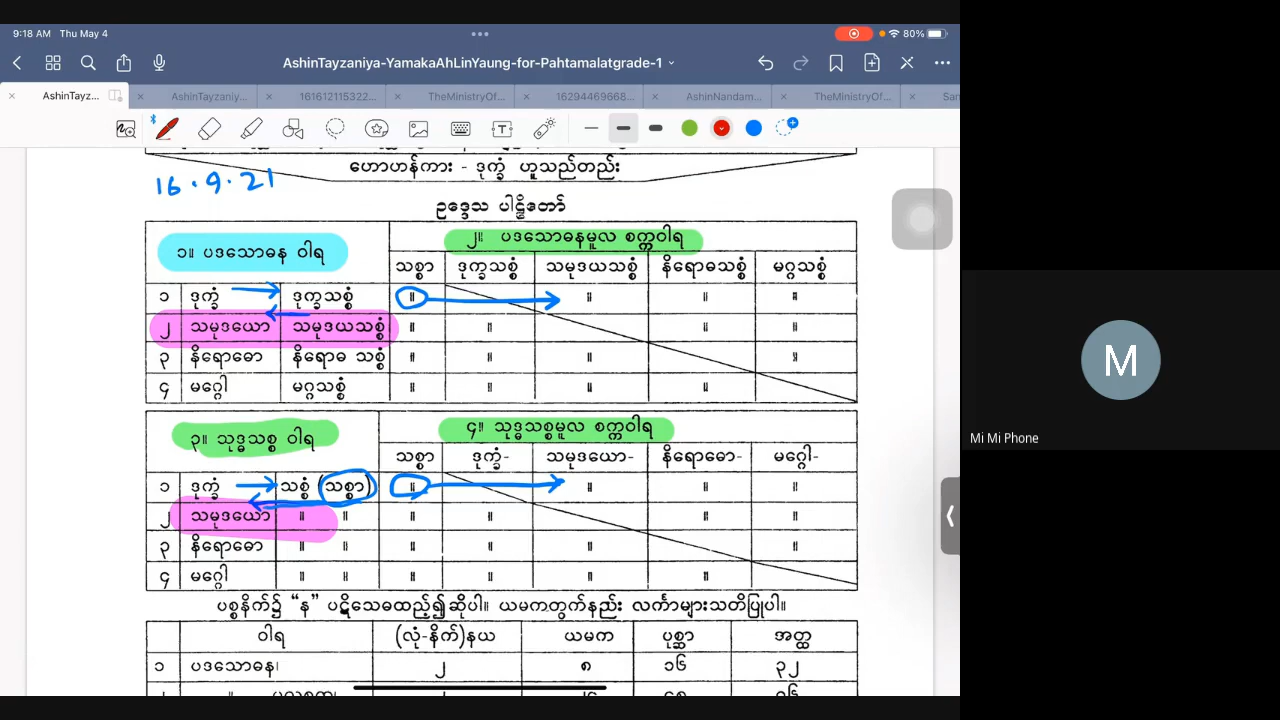 9:18 AM Thu May 4 80%
AshinTayzaniya-YamakaAhLinYaung-for-Pahtamalatgrade-1
AshinTayz... AshinTayzaniy... 161612115322... TheMinistryOf... 16294469668... AshinNandam... TheMinistryOf... San
ဟောဟန်ကား - ဒုက္ခံ ဟူသည်တည်း
16.9.21
ဥဒ္ဒေသ ပါဠိတော်
၁။ ပဒသောဓန ဝါရ ၂။ ပဒသောဓနမူလ စက္ကဝါရ
သစ္စာ ဒုက္ခသစ္စံ သမုဒယသစ္စံ နိရောဓသစ္စံ မဂ္ဂသစ္စံ
၁ ဒုက္ခံ ဒုက္ခသစ္စံ ။ ။ ။ ။
၂ သမုဒယော သမုဒယသစ္စံ ။ ။ ။ ။
၃ နိရောဓော နိရောဓ သစ္စံ ။ ။ ။ ။
၄ မဂ္ဂေါ မဂ္ဂသစ္စံ ။ ။ ။ ။
၃။ သုဒ္ဓသစ္စ ဝါရ ၄။ သုဒ္ဓသစ္စမူလ စက္ကဝါရ
သစ္စာ ဒုက္ခံ- သမုဒယော- နိရောဓော- မဂ္ဂေါ-
၁ ဒုက္ခံ သစ္စံ (သစ္စာ) ။ ။ ။ ။
၂ သမုဒယော ။ ။ ။ ။ ။ ။
၃ နိရောဓော ။ ။ ။ ။ ။ ။
၄ မဂ္ဂေါ ။ ။ ။ ။ ။ ။
ပစ္စနိက်၌ “န” ပဋိသေဓထည့်၍ဆိုပါ။ ယမကတွက်နည်း လင်္ကာများသတိပြုပါ။
ဝါရ (လုံ-နိက်)နယ ယမက ပုစ္ဆာ အတ္ထ
၁ ပဒသောဓန၊ ၂ ၈ ၁၆ ၃၂
M
Mi Mi Phone